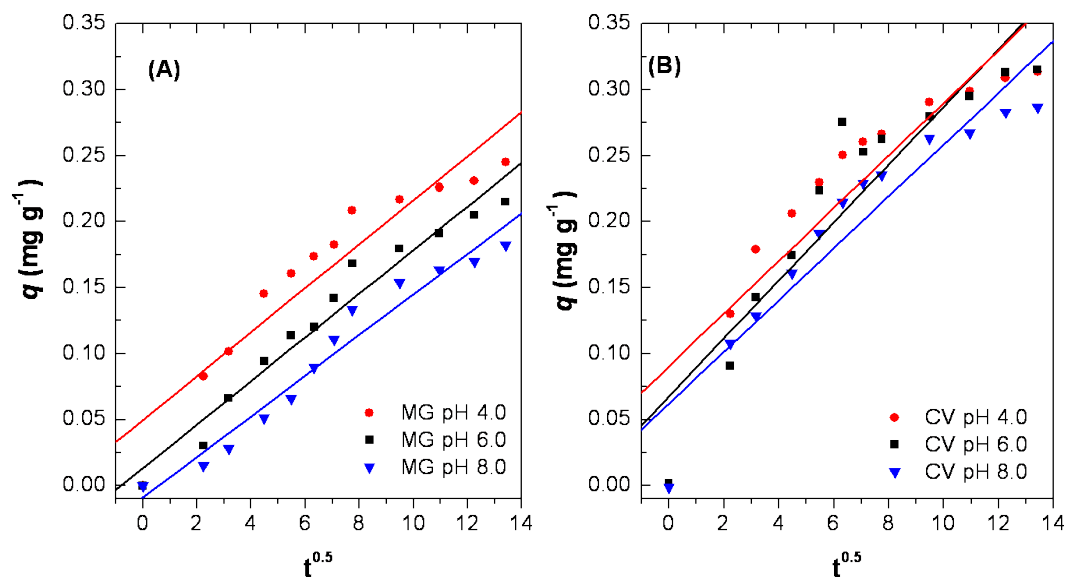 (A)
0.35
0.30
0.25
0.20
0.15
0.10
0.05
0.00
q (mg g⁻¹)
MG pH 4.0
MG pH 6.0
MG pH 8.0
0 2 4 6 8 10 12 14
t⁰·⁵
(B)
0.35
0.30
0.25
0.20
0.15
0.10
0.05
0.00
q (mg g⁻¹)
CV pH 4.0
CV pH 6.0
CV pH 8.0
0 2 4 6 8 10 12 14
t⁰·⁵